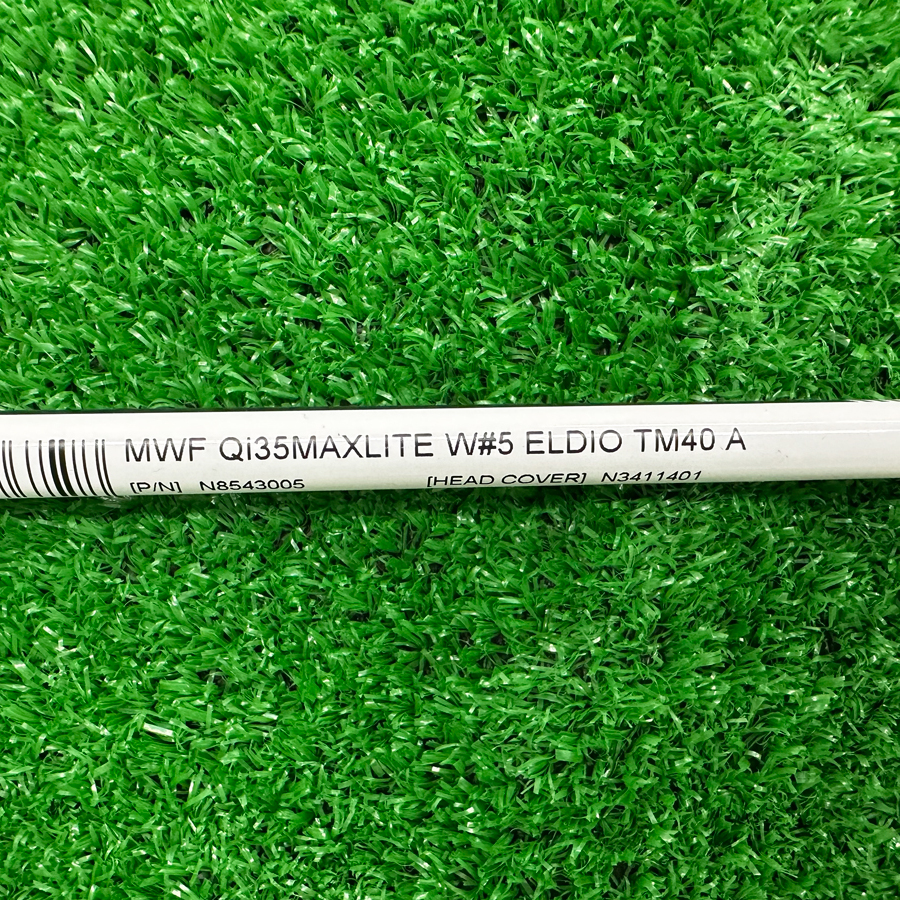 MWF Qi35MAXLITE W#5 ELDIO TM40 A
[P/N] N8543005 [HEAD COVER] N3411401